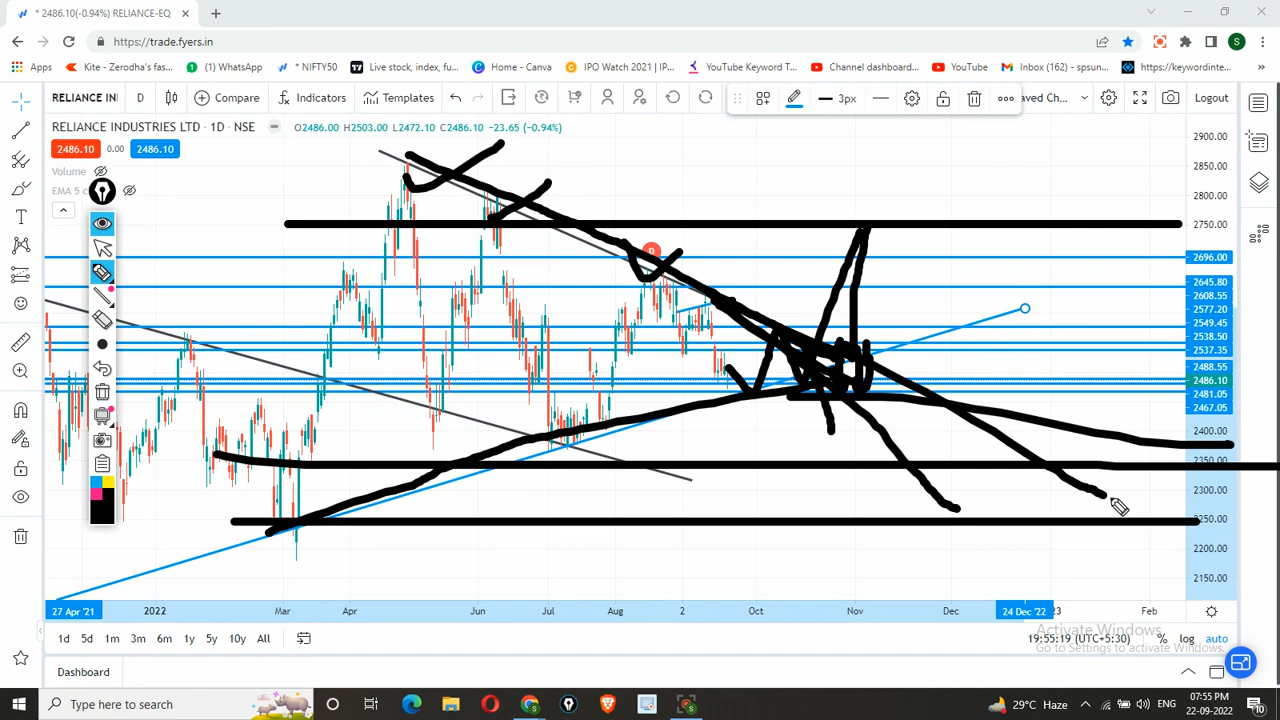 * 2486.10(-0.94%) RELIANCE-EQ
https://trade.fyers.in
Apps
Kite - Zerodha's fas...
(1) WhatsApp
* NIFTY50
Live stock, index, fu...
Home - Canva
IPO Watch 2021 | IP...
YouTube Keyword T...
Channel dashboard...
YouTube
Inbox (162) - spsun...
https://keywordinte...
RELIANCE IN
D
Compare
Indicators
Templates
3px
aved Ch...
Logout
RELIANCE INDUSTRIES LTD · 1D · NSE
O2486.00 H2503.00 L2472.10 C2486.10 −23.65 (−0.94%)
2486.10
0.00
2486.10
Volume
EMA 5 c
D
2900.00
2850.00
2800.00
2750.00
2696.00
2645.80
2608.55
2577.20
2549.45
2538.50
2537.35
2488.55
2486.10
2481.05
2467.05
2400.00
2350.00
2300.00
2250.00
2200.00
2150.00
27 Apr '21
2022
Mar
Apr
Jun
Jul
Aug
2
Oct
Nov
Dec
24 Dec '22
Feb
1d
5d
1m
3m
6m
1y
5y
10y
All
Activate Windows
Go to Settings to activate Windows.
19:55:19 (UTC+5:30)
%
log
auto
Dashboard
Type here to search
29°C Haze
ENG
07:55 PM
22-09-2022
10